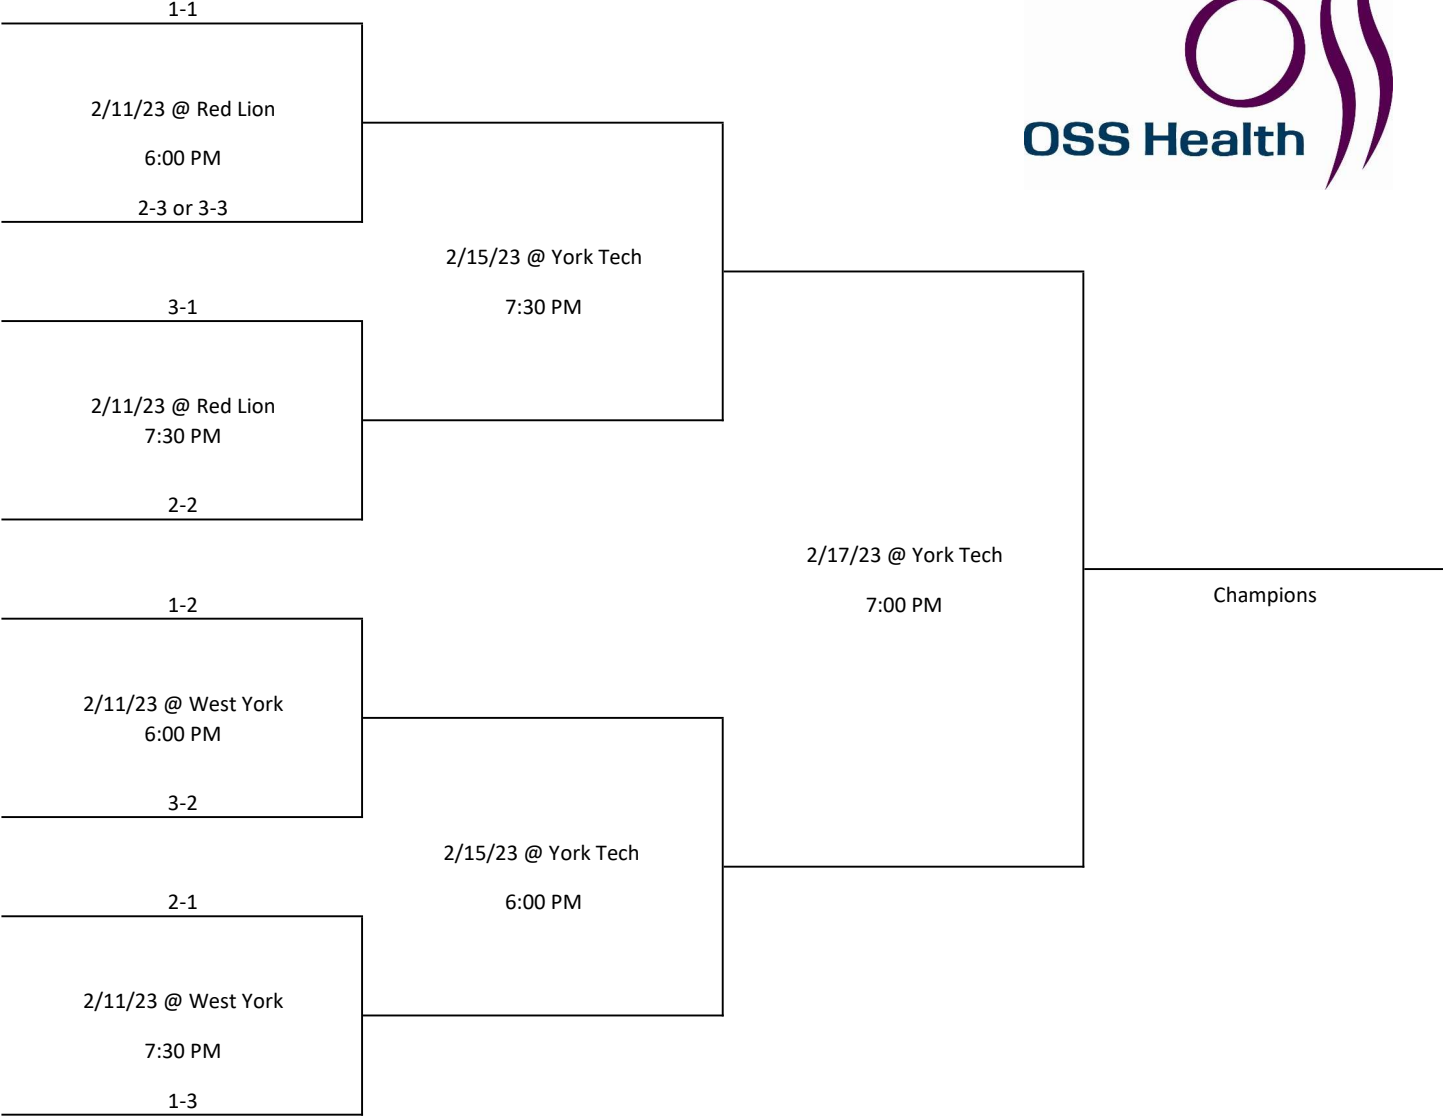 1-1
2/11/23 @ Red Lion
6:00 PM
2-3 or 3-3
3-1
2/11/23 @ Red Lion
7:30 PM
2-2
1-2
2/11/23 @ West York
6:00 PM
3-2
2-1
2/11/23 @ West York
7:30 PM
1-3
2/15/23 @ York Tech
7:30 PM
2/15/23 @ York Tech
6:00 PM
2/17/23 @ York Tech
7:00 PM
Champions
OSS
OSS Health